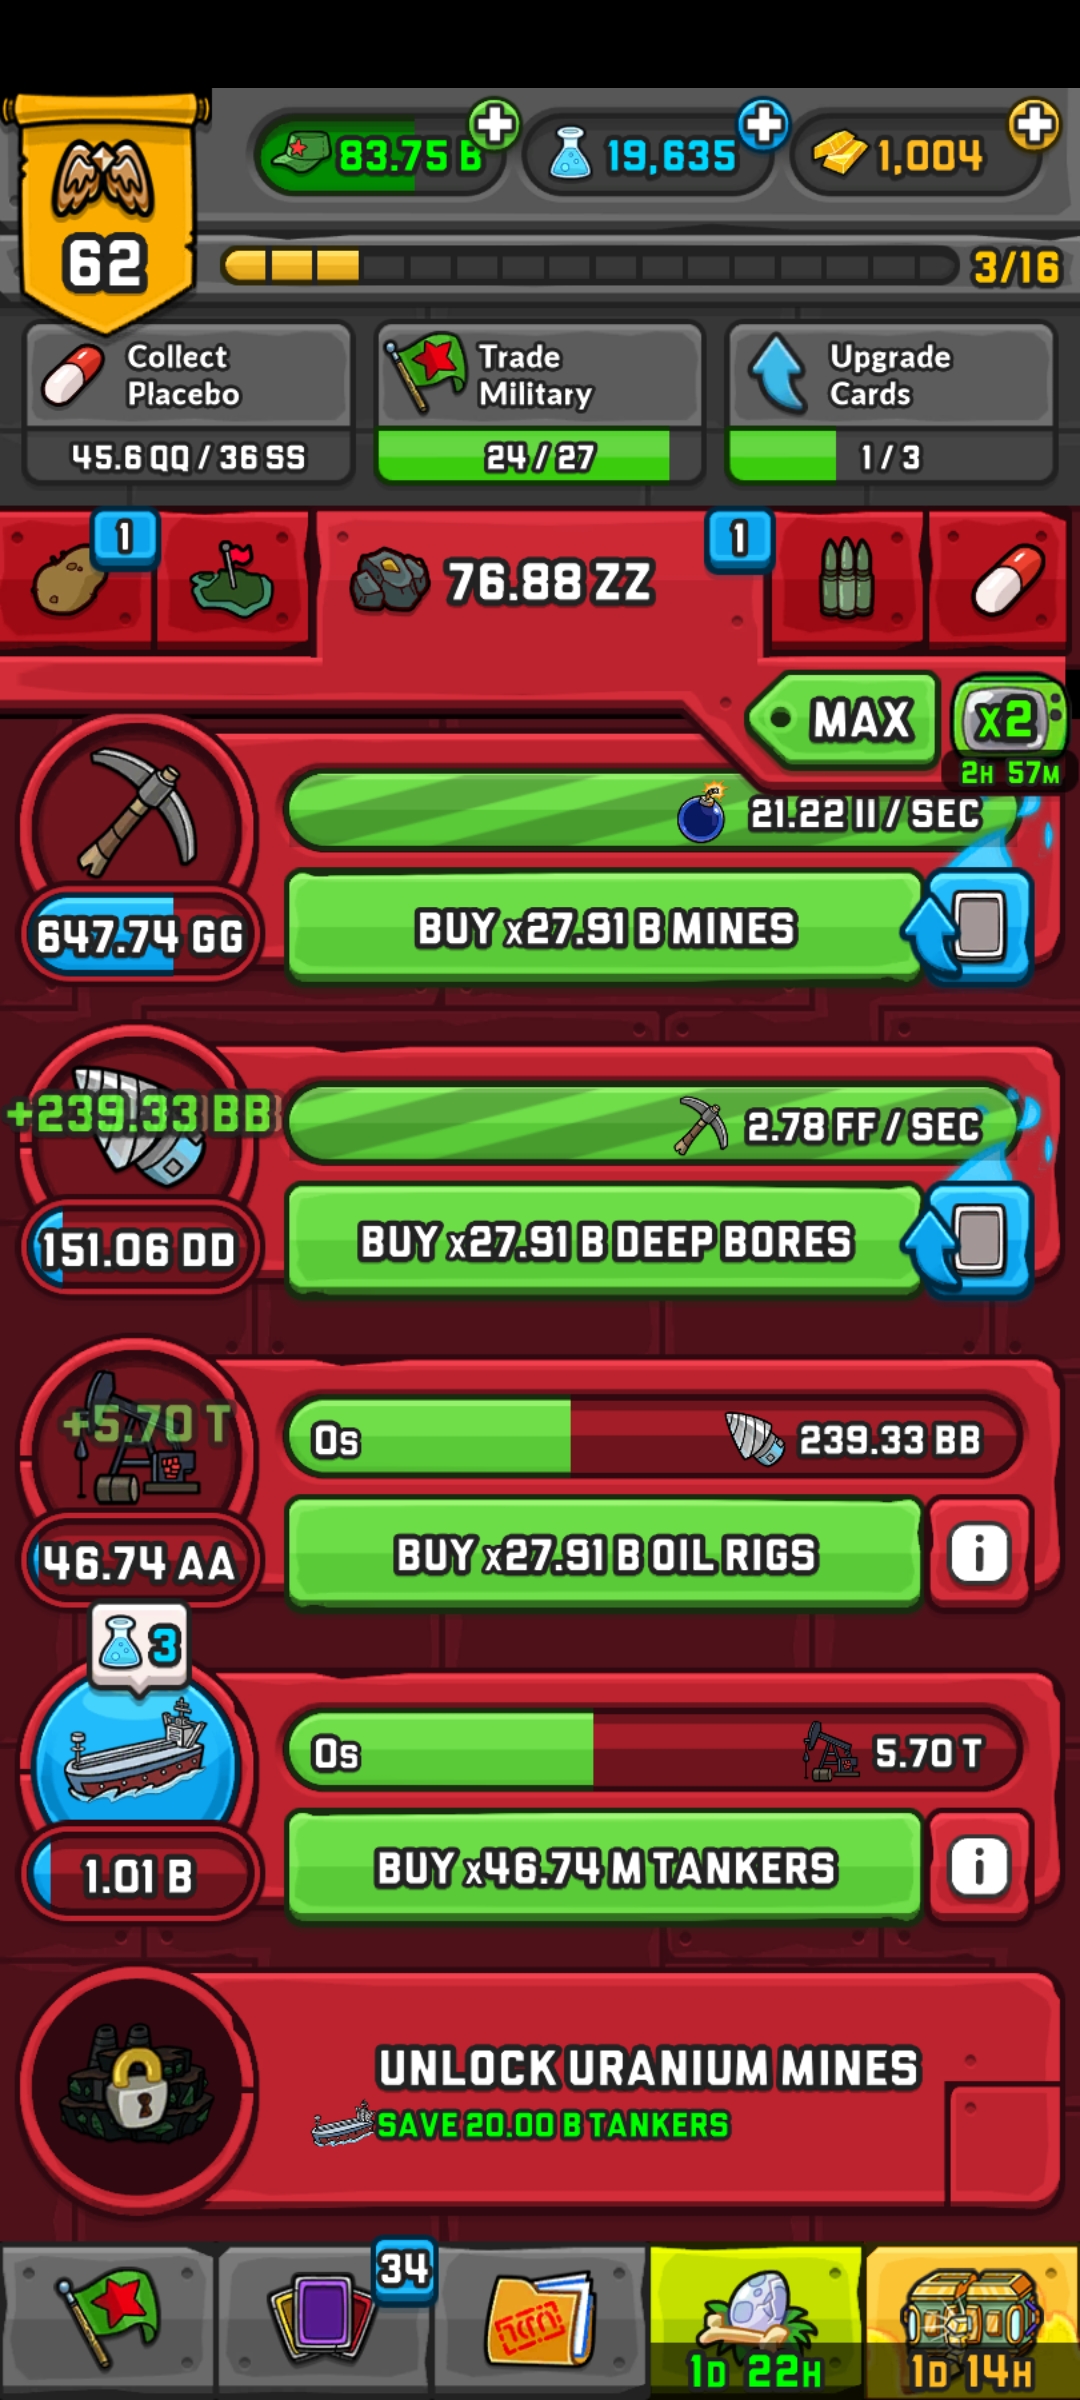 83.75 B
19,635
1,004
62
3/16
Collect
Placebo
Trade
Military
Upgrade
Cards
45.6 QQ / 36 SS
24 / 27
1 / 3
1
76.88 ZZ
1
MAX
x2
2H 57M
21.22 II / SEC
647.74 GG
BUY x27.91 B MINES
+239.33 BB
2.78 FF / SEC
151.06 DD
BUY x27.91 B DEEP BORES
+5.70 T
0s
239.33 BB
46.74 AA
BUY x27.91 B OIL RIGS
i
3
0s
5.70 T
1.01 B
BUY x46.74 M TANKERS
i
UNLOCK URANIUM MINES
SAVE 20.00 B TANKERS
34
1D 22H
1D 14H